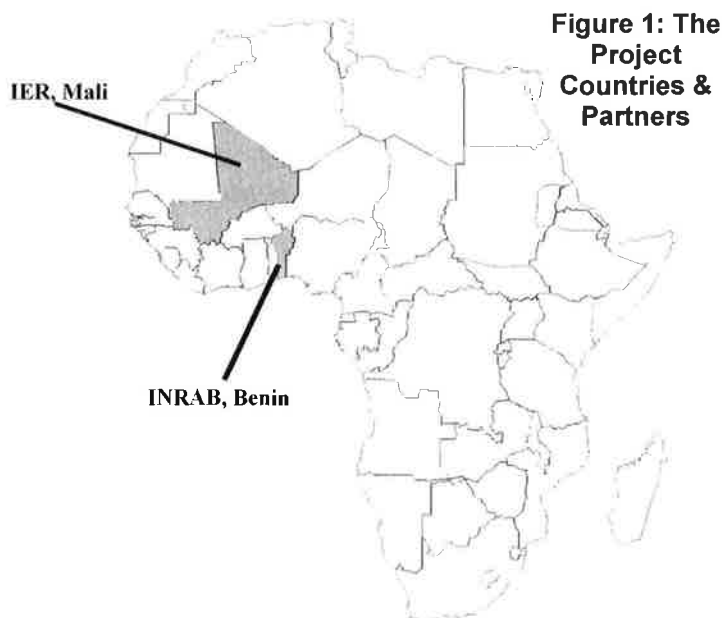 Figure 1: The
Project
Countries &
Partners
IER, Mali
INRAB, Benin